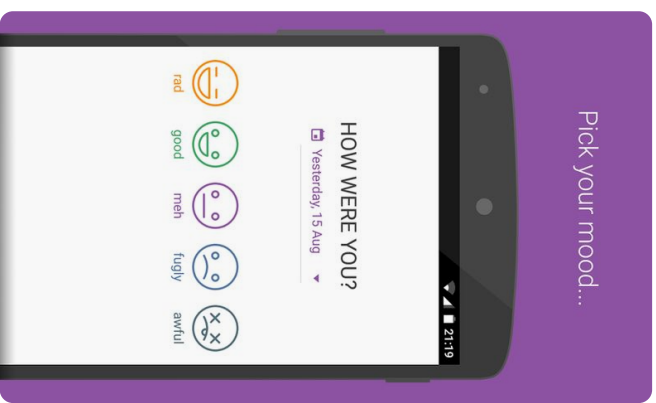 Pick your mood...
21:19
HOW WERE YOU?
Yesterday, 15 Aug
rad good meh fugly awful